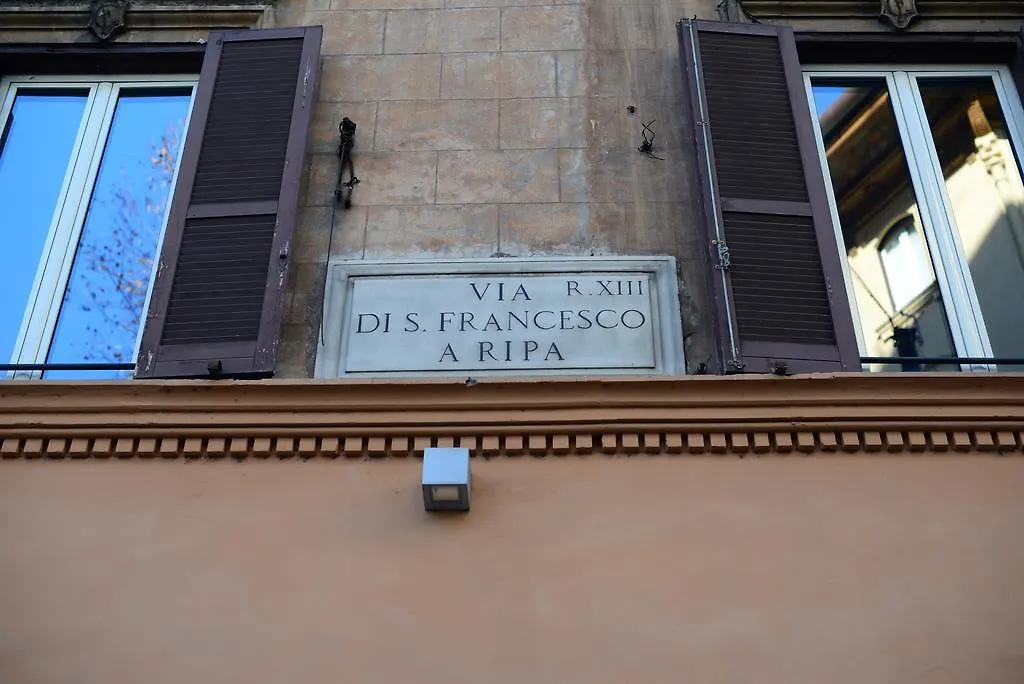 VIA R.XIII
DI S. FRANCESCO
A RIPA